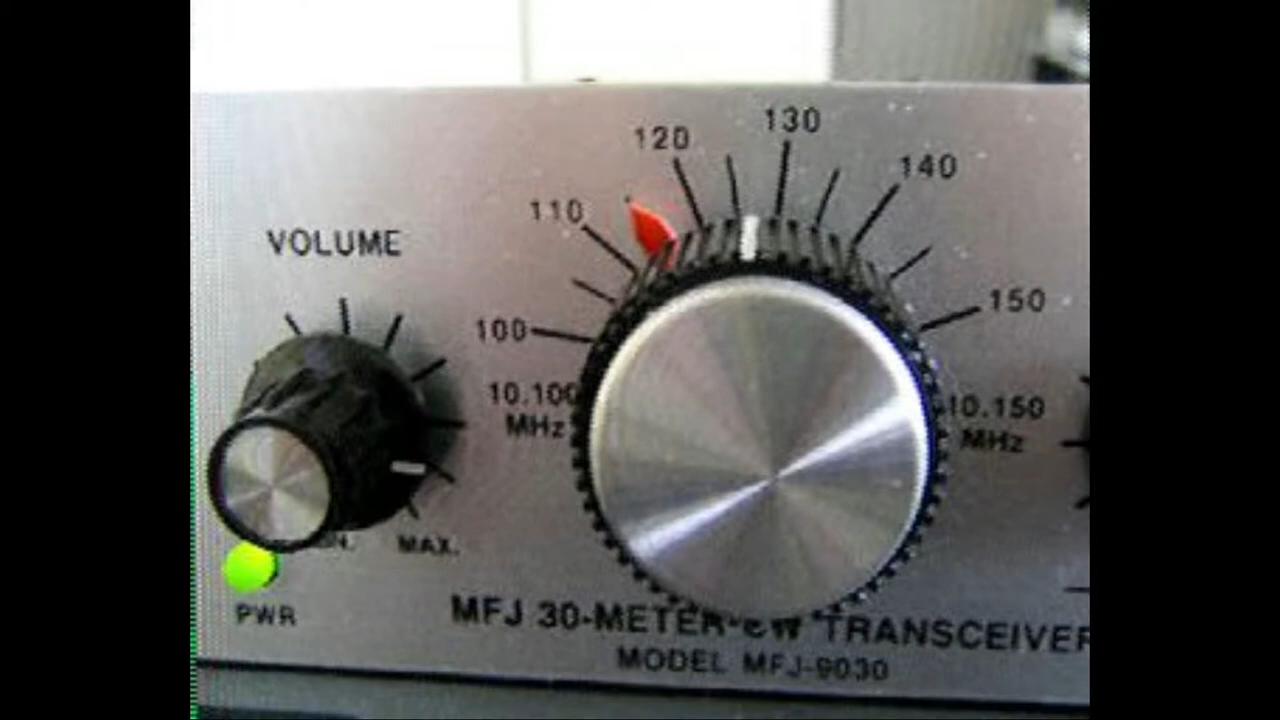 130
120
140
110
VOLUME
150
100
10.100
MHz
10.150
MHz
MAX.
PWR
MFJ 30-METER CW TRANSCEIVER
MODEL MFJ-9030